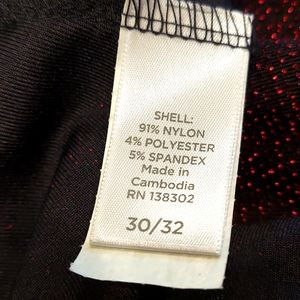 SHELL:
91% NYLON
4% POLYESTER
5% SPANDEX
Made in
Cambodia
RN 138302
30/32